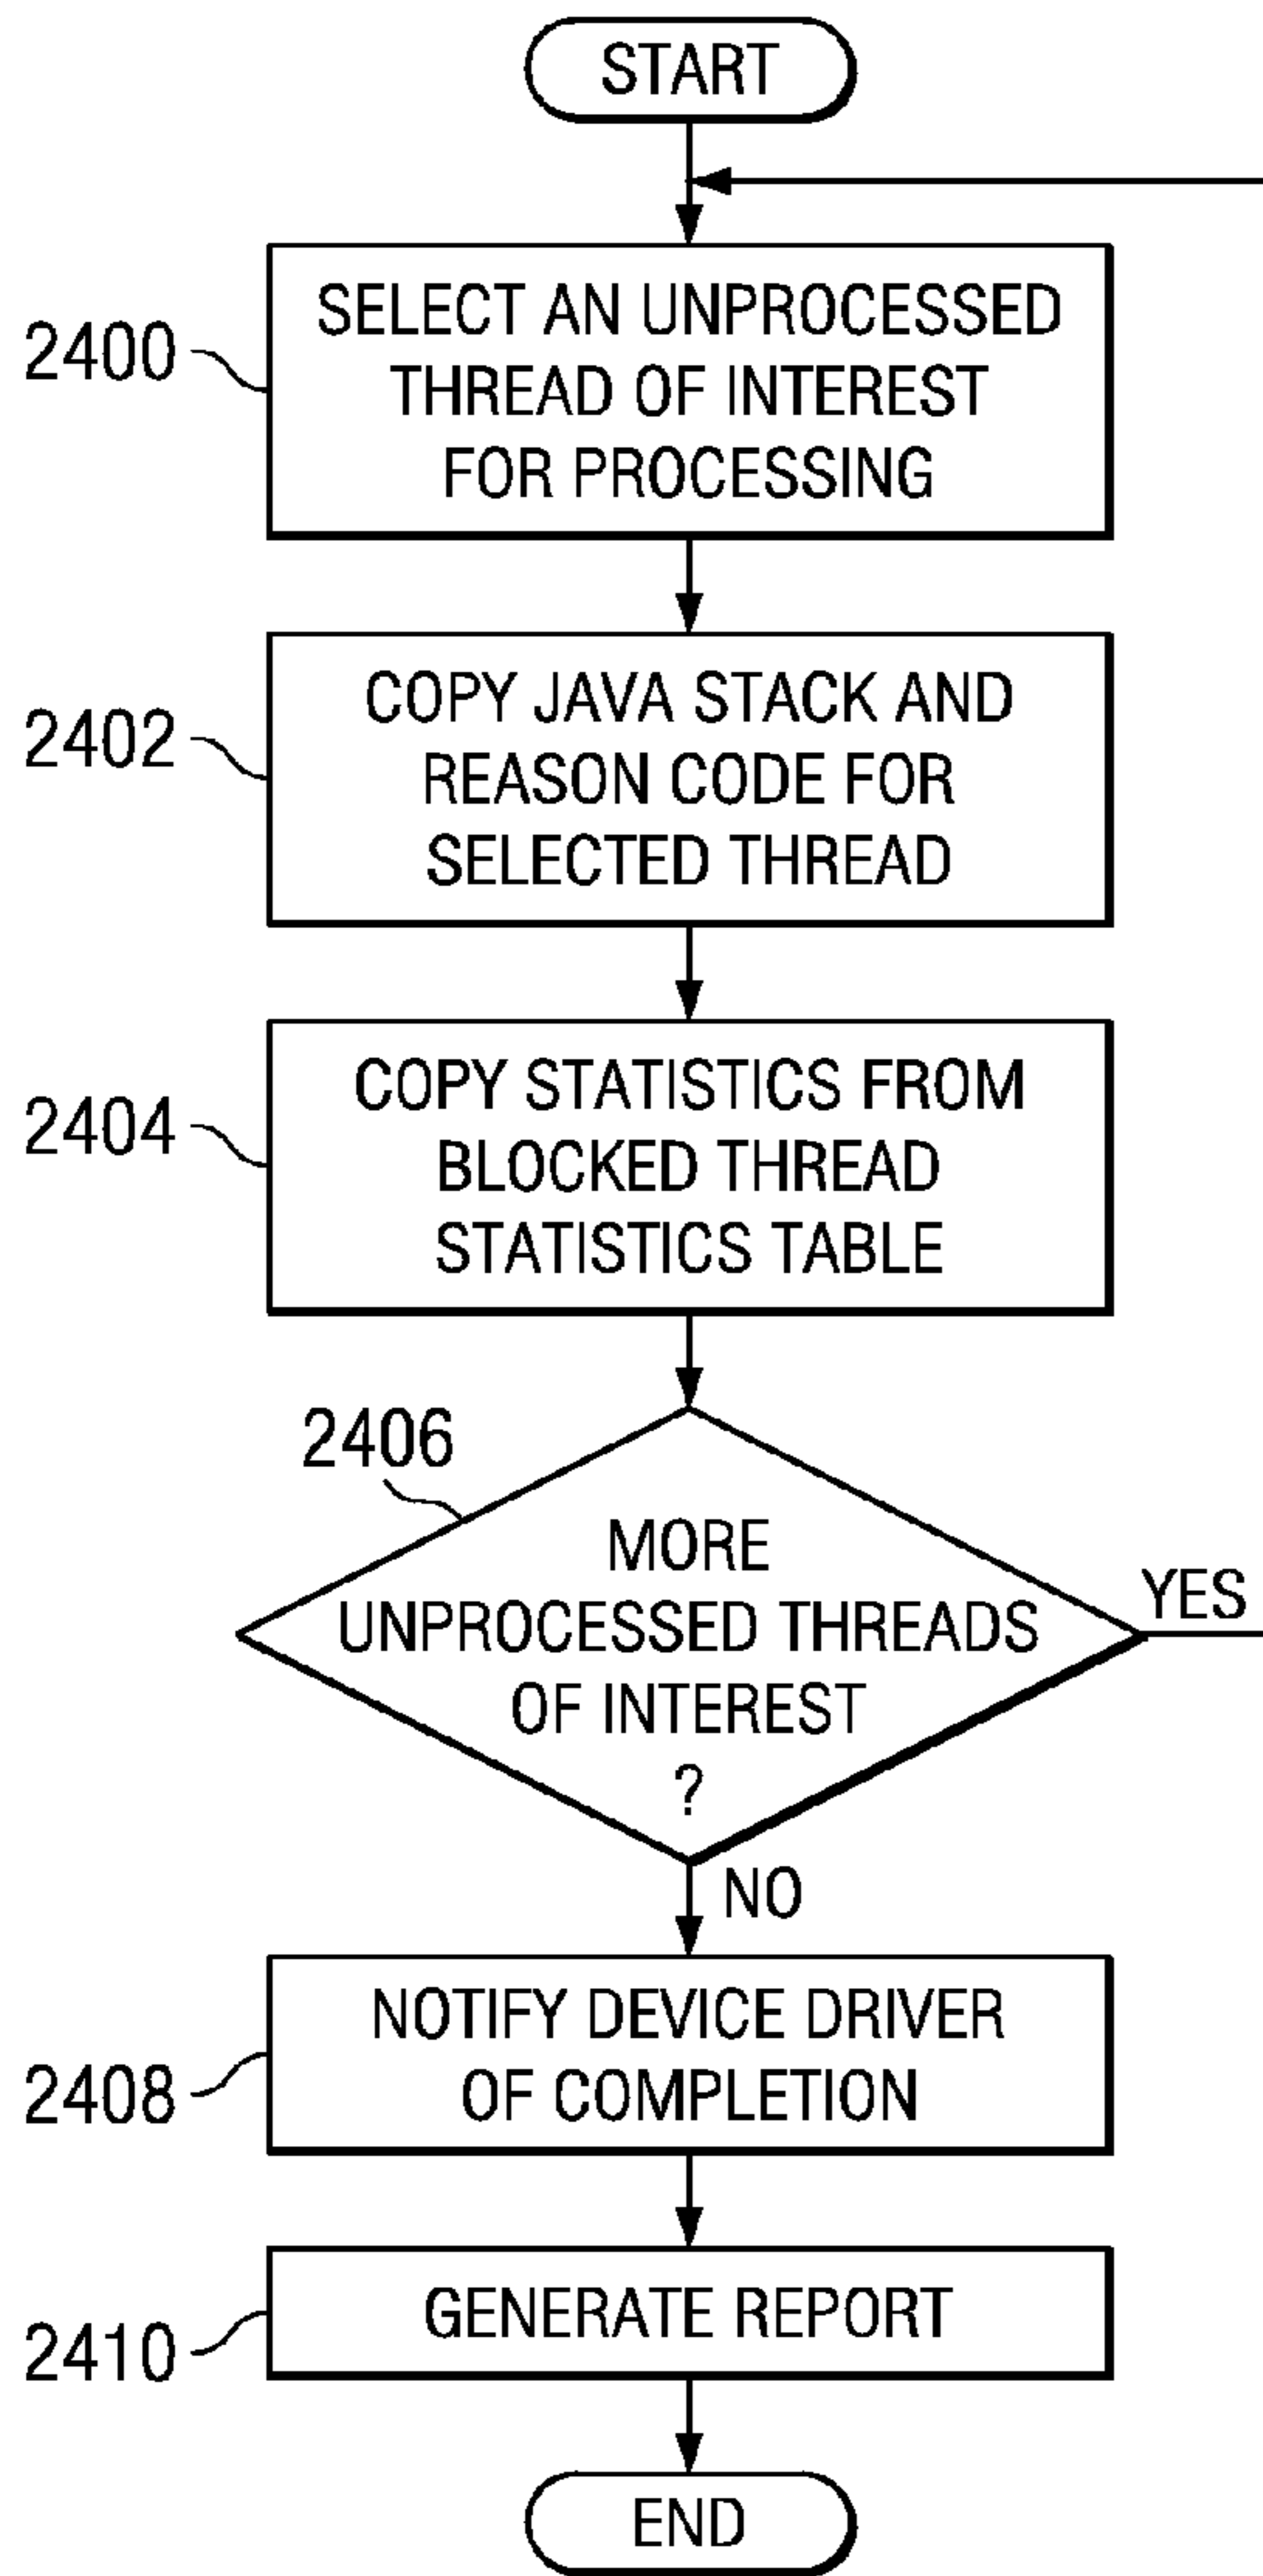 START
2400
SELECT AN UNPROCESSED
THREAD OF INTEREST
FOR PROCESSING
2402
COPY JAVA STACK AND
REASON CODE FOR
SELECTED THREAD
2404
COPY STATISTICS FROM
BLOCKED THREAD
STATISTICS TABLE
2406
MORE
UNPROCESSED THREADS
OF INTEREST
?
YES
NO
2408
NOTIFY DEVICE DRIVER
OF COMPLETION
2410
GENERATE REPORT
END